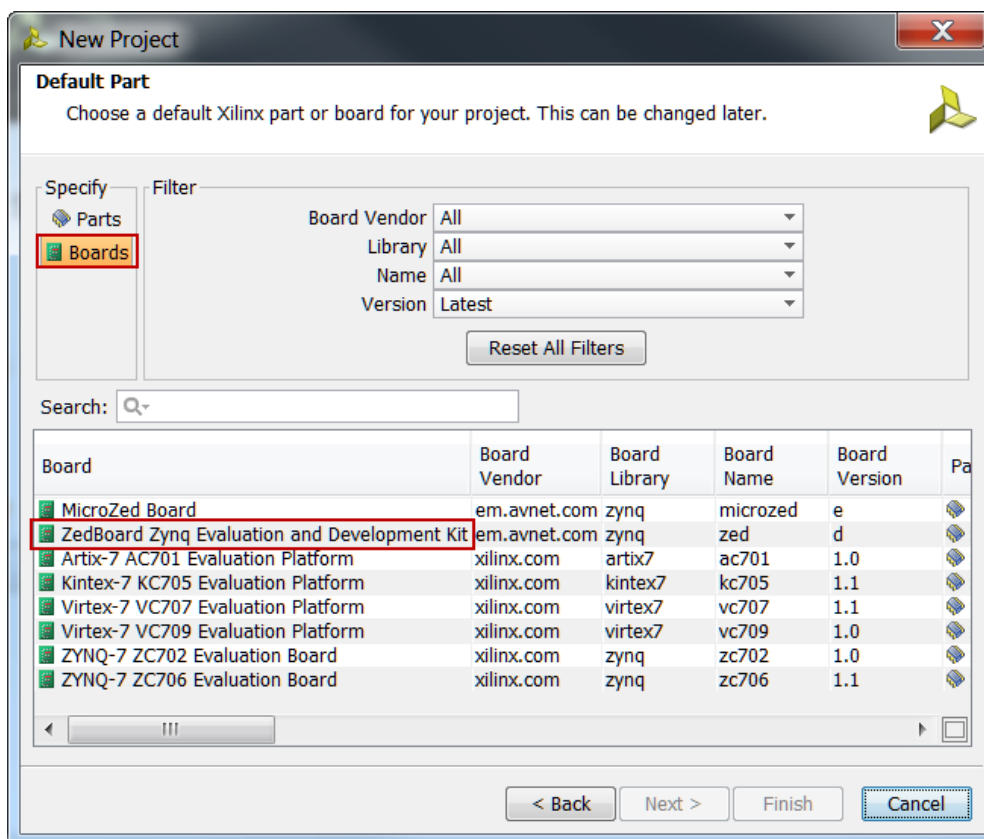 New Project
X
Default Part
Choose a default Xilinx part or board for your project. This can be changed later.
Specify Filter
Parts
Boards
Board Vendor All
Library All
Name All
Version Latest
Reset All Filters
Search:
Board Board Vendor Board Library Board Name Board Version Pa
MicroZed Board em.avnet.com zynq microzed e
ZedBoard Zynq Evaluation and Development Kit em.avnet.com zynq zed d
Artix-7 AC701 Evaluation Platform xilinx.com artix7 ac701 1.0
Kintex-7 KC705 Evaluation Platform xilinx.com kintex7 kc705 1.1
Virtex-7 VC707 Evaluation Platform xilinx.com virtex7 vc707 1.1
Virtex-7 VC709 Evaluation Platform xilinx.com virtex7 vc709 1.0
ZYNQ-7 ZC702 Evaluation Board xilinx.com zynq zc702 1.0
ZYNQ-7 ZC706 Evaluation Board xilinx.com zynq zc706 1.1
< Back Next > Finish Cancel